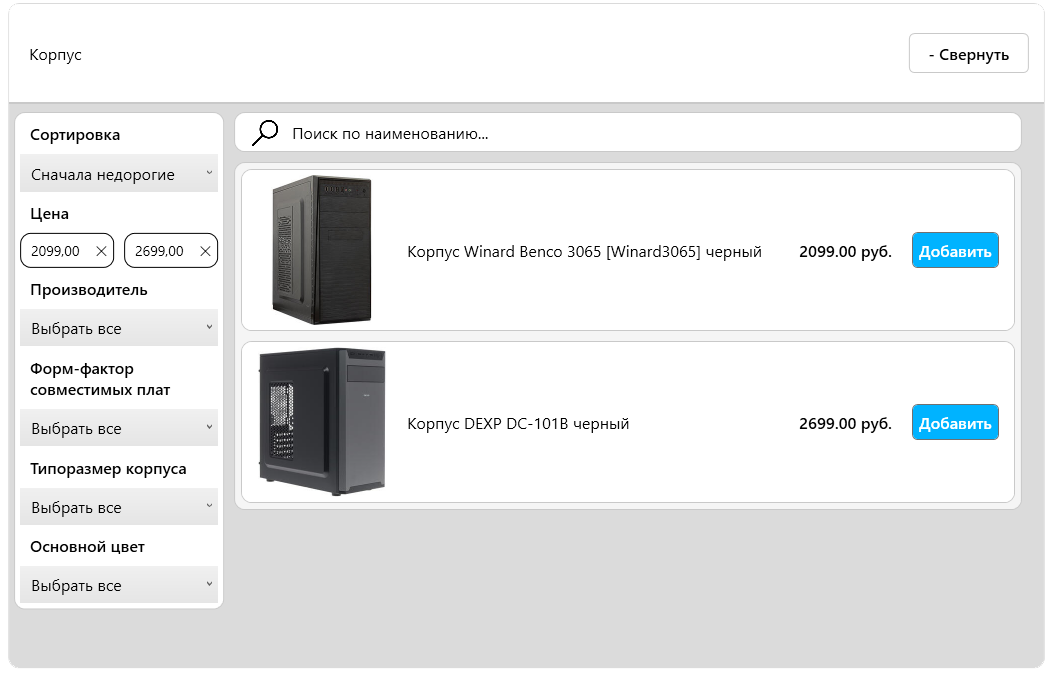 Корпус
- Свернуть
Сортировка
Сначала недорогие
Цена
2099,00
2699,00
Производитель
Выбрать все
Форм-фактор
совместимых плат
Выбрать все
Типоразмер корпуса
Выбрать все
Основной цвет
Выбрать все
Поиск по наименованию...
Корпус Winard Benco 3065 [Winard3065] черный 2099.00 руб. Добавить
Корпус DEXP DC-101B черный 2699.00 руб. Добавить